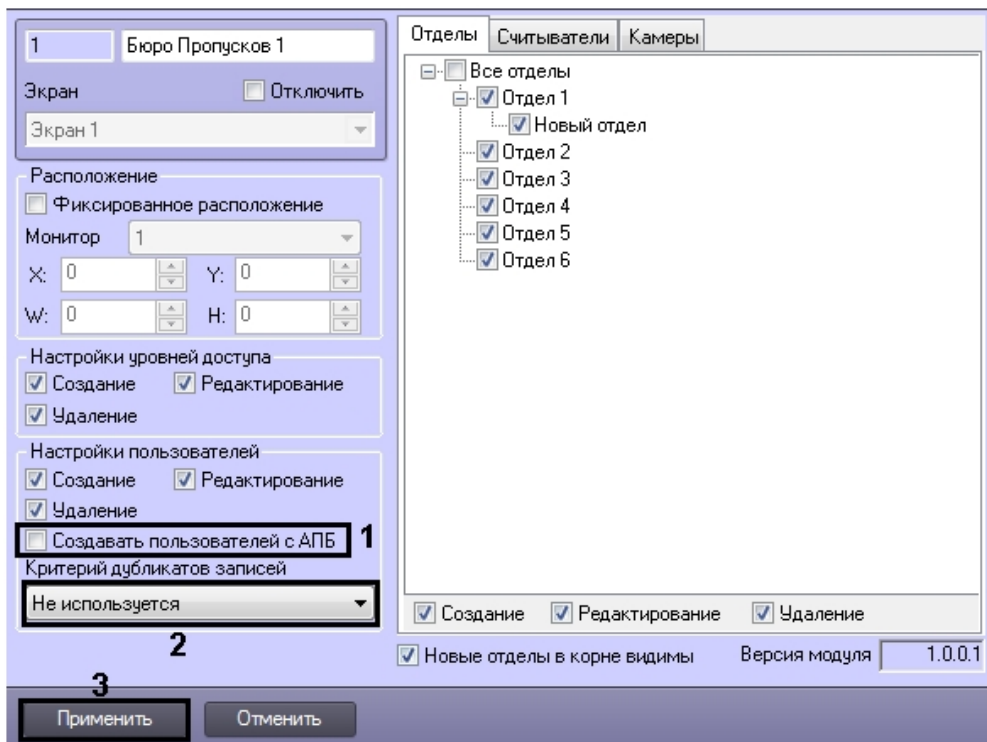 1 Бюро Пропусков 1
Экран Отключить
Экран 1
Расположение
Фиксированное расположение
Монитор 1
X: 0 Y: 0
W: 0 H: 0
Настройки уровней доступа
Создание Редактирование
Удаление
Настройки пользователей
Создание Редактирование
Удаление
Создавать пользователей с АПБ 1
Критерий дубликатов записей
Не используется
2
Отделы Считыватели Камеры
Все отделы
Отдел 1
Новый отдел
Отдел 2
Отдел 3
Отдел 4
Отдел 5
Отдел 6
Создание Редактирование Удаление
Новые отделы в корне видимы Версия модуля 1.0.0.1
3
Применить Отменить